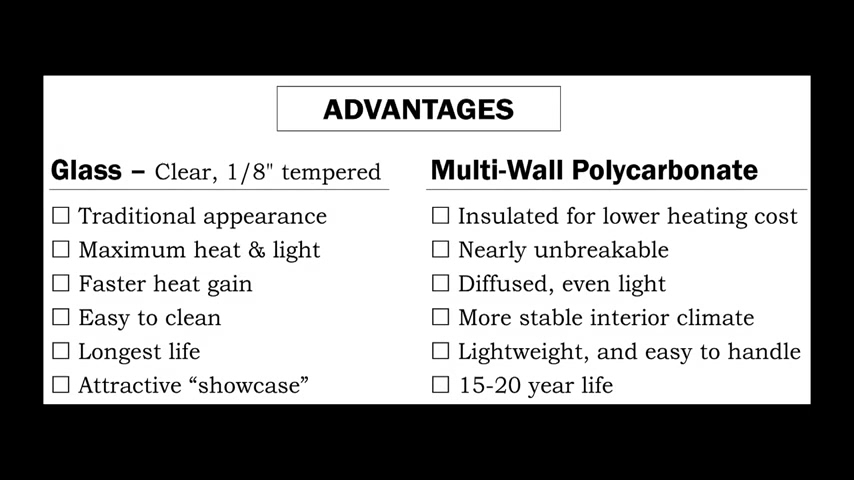 ADVANTAGES
Glass – Clear, 1/8" tempered
☐ Traditional appearance
☐ Maximum heat & light
☐ Faster heat gain
☐ Easy to clean
☐ Longest life
☐ Attractive “showcase”
Multi-Wall Polycarbonate
☐ Insulated for lower heating cost
☐ Nearly unbreakable
☐ Diffused, even light
☐ More stable interior climate
☐ Lightweight, and easy to handle
☐ 15-20 year life